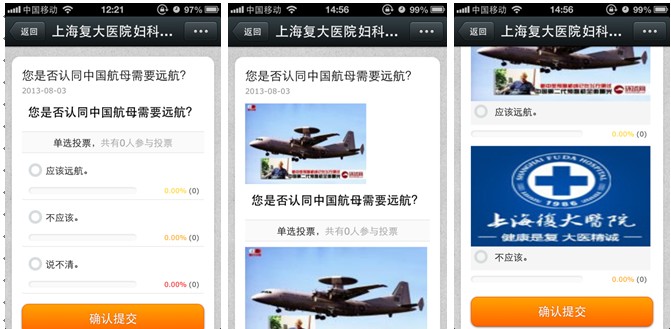 中国移动 12:21 97%
返回 上海复大医院妇科...
您是否认同中国航母需要远航?
2013-08-03
您是否认同中国航母需要远航?
单选投票,共有0人参与投票
应该远航。
0.00% (0)
不应该。
0.00% (0)
说不清。
0.00% (0)
确认提交
中国移动 14:56 99%
返回 上海复大医院妇科...
您是否认同中国航母需要远航?
2013-08-03
您是否认同中国航母需要远航?
单选投票,共有0人参与投票
中国移动 14:56 99%
返回 上海复大医院妇科...
应该远航。
0.00% (0)
SHANGHAI FUDA HOSPITAL
1986
上海復大醫院
健康是复 大医精诚
不应该。
0.00% (0)
确认提交